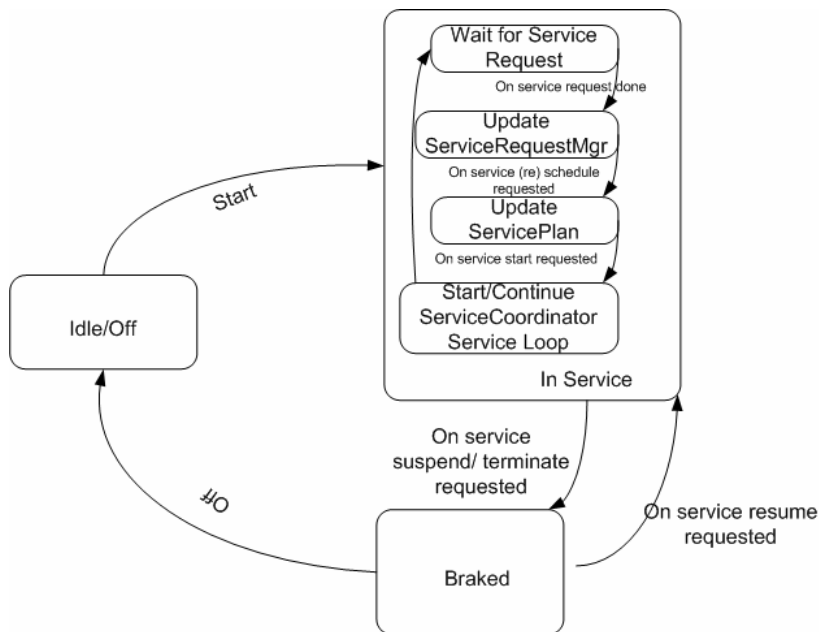 Wait for Service
Request
On service request done
Update
ServiceRequestMgr
On service (re) schedule
requested
Update
ServicePlan
On service start requested
Start/Continue
ServiceCoordinator
Service Loop
In Service
Start
Idle/Off
On service
suspend/ terminate
requested
Off
On service resume
requested
Braked